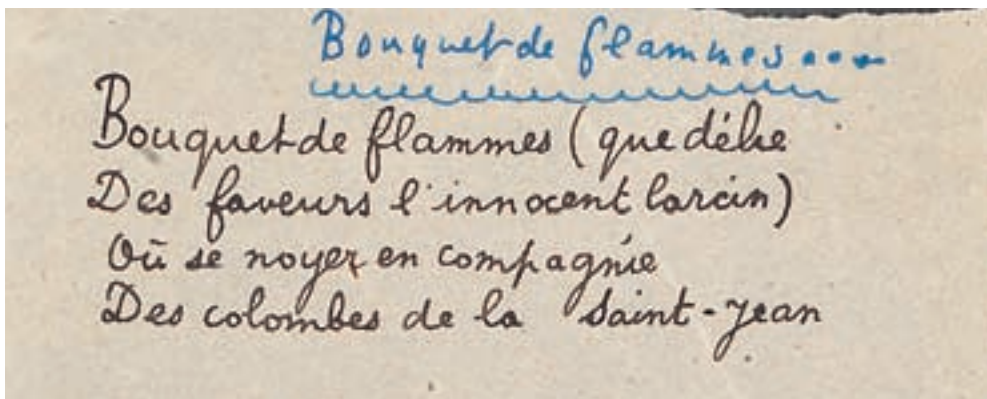 Bouquet de flammes...
Bouquet de flammes (que délie
Des faveurs l'innocent larcin)
Où se noyer en compagnie
Des colombes de la Saint-Jean